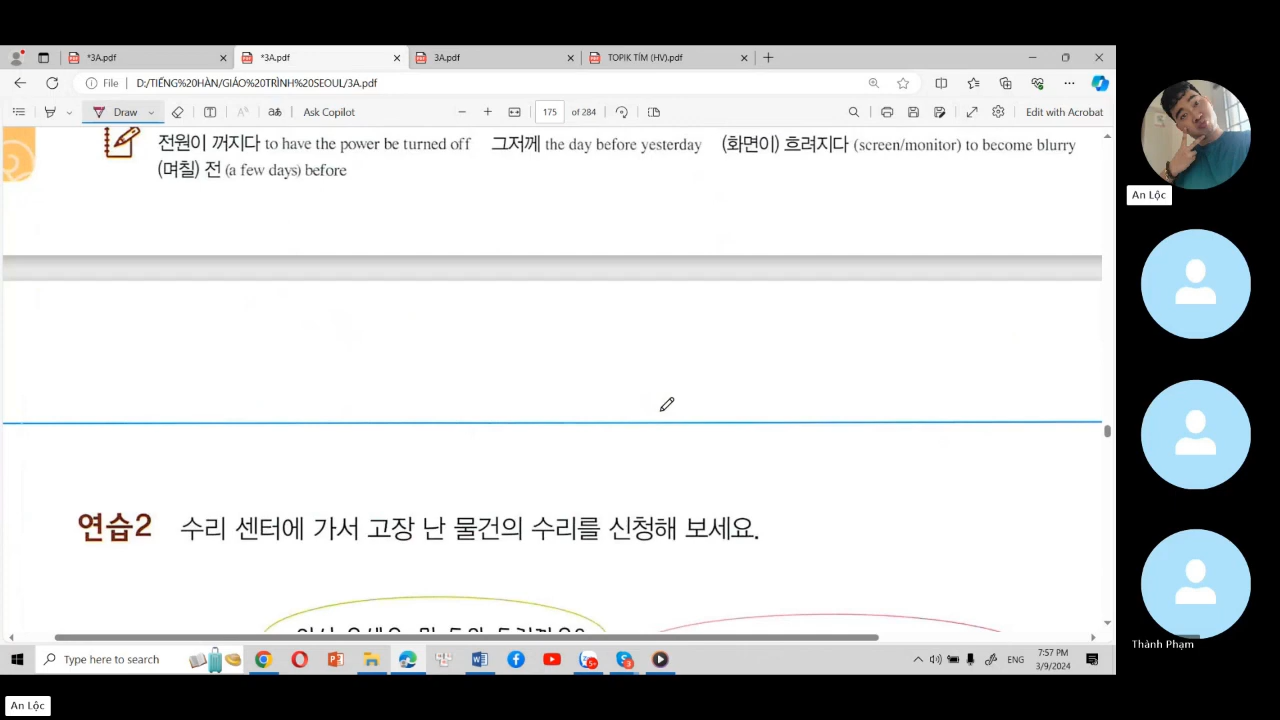 *3A.pdf
*3A.pdf
3A.pdf
TOPIK TÍM (HV).pdf
File
D:/TIẾNG%20HÀN/GIÁO%20TRÌNH%20SEOUL/3A.pdf
Draw
Ask Copilot
175 of 284
Edit with Acrobat
전원이 꺼지다 to have the power be turned off 그저께 the day before yesterday (화면이) 흐려지다 (screen/monitor) to become blurry
(며칠) 전 (a few days) before
연습2 수리 센터에 가서 고장 난 물건의 수리를 신청해 보세요.
An Lộc
Thành Phạm
Type here to search
ENG
7:57 PM
3/9/2024
An Lộc